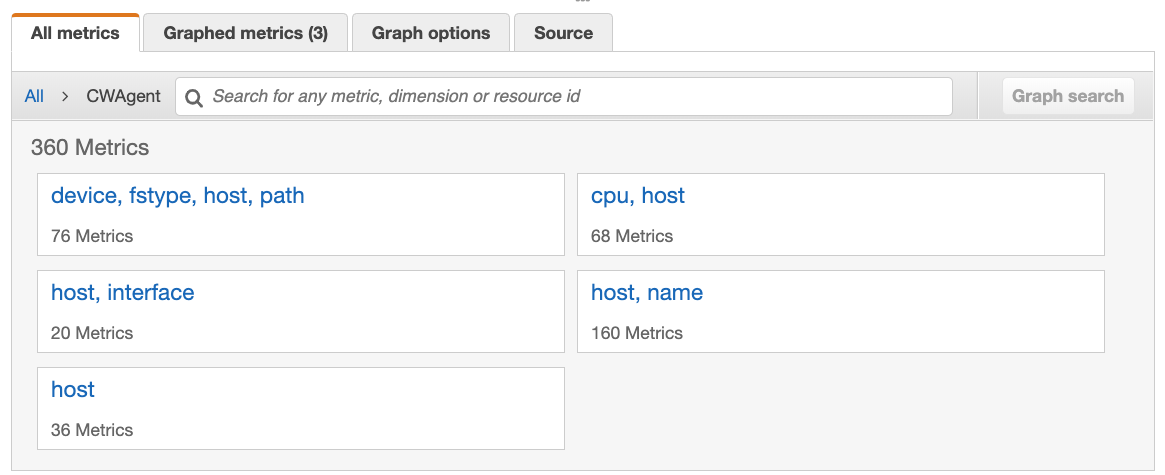 All metrics
Graphed metrics (3)
Graph options
Source
All > CWAgent
Search for any metric, dimension or resource id
Graph search
360 Metrics
device, fstype, host, path
76 Metrics
cpu, host
68 Metrics
host, interface
20 Metrics
host, name
160 Metrics
host
36 Metrics